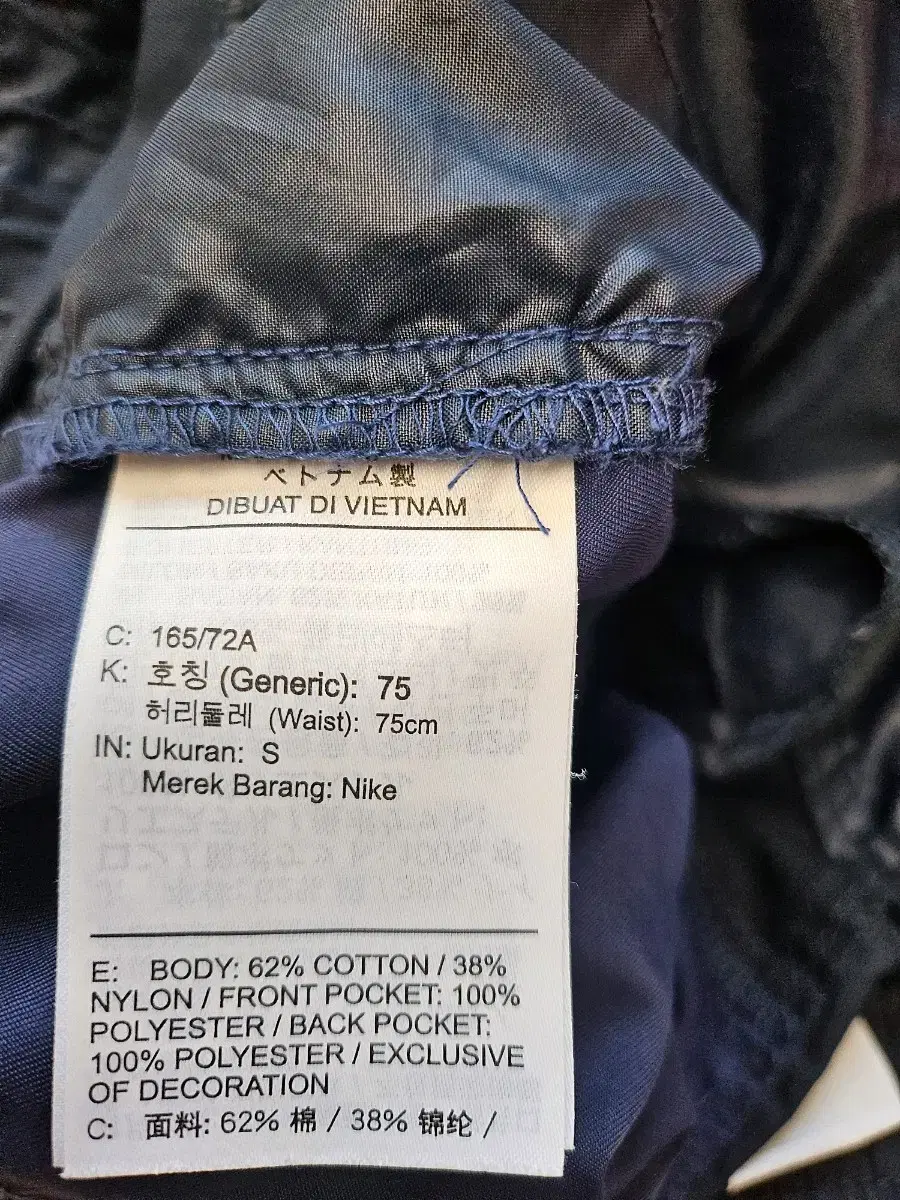 ベトナム製
DIBUAT DI VIETNAM
C: 165/72A
K: 호칭 (Generic): 75
허리둘레 (Waist): 75cm
IN: Ukuran: S
Merek Barang: Nike
E: BODY: 62% COTTON / 38%
NYLON / FRONT POCKET: 100%
POLYESTER / BACK POCKET:
100% POLYESTER / EXCLUSIVE
OF DECORATION
C: 面料: 62% 棉 / 38% 锦纶 /